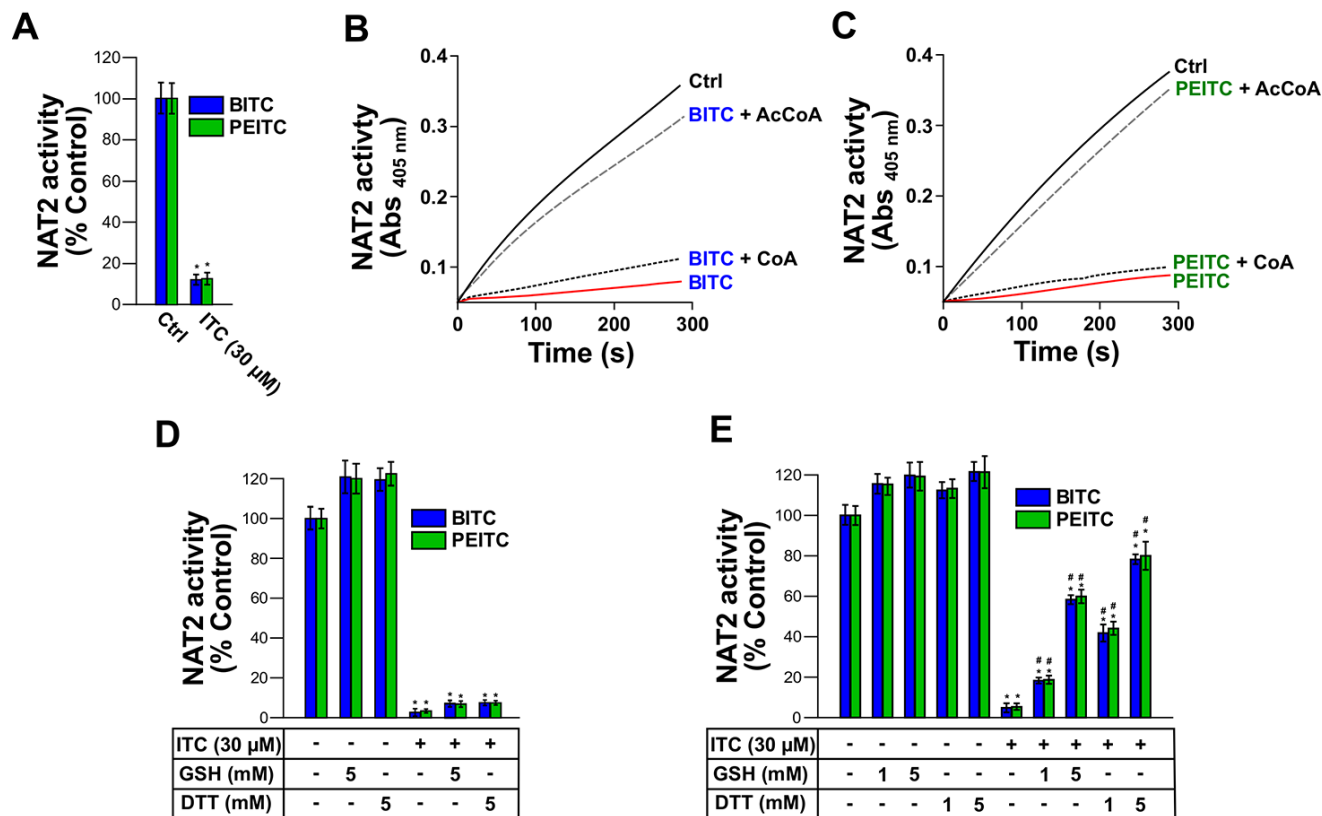 A
NAT2 activity
(% Control)
120
100
80
60
40
20
0
BITC
PEITC
* *
Ctrl
ITC (30 µM)
B
NAT2 activity
(Abs 405 nm)
0.4
0.3
0.2
0.1
Ctrl
BITC + AcCoA
BITC + CoA
BITC
0 100 200 300
Time (s)
C
NAT2 activity
(Abs 405 nm)
0.4
0.3
0.2
0.1
Ctrl
PEITC + AcCoA
PEITC + CoA
PEITC
0 100 200 300
Time (s)
D
NAT2 activity
(% Control)
120
100
80
60
40
20
0
BITC
PEITC
* * * * * *
ITC (30 µM) - - - + + +
GSH (mM) - 5 - - 5 -
DTT (mM) - - 5 - - 5
E
NAT2 activity
(% Control)
120
100
80
60
40
20
0
BITC
PEITC
# # # # # # # #
* * * * * * * * * *
ITC (30 µM) - - - - - + + + + +
GSH (mM) - 1 5 - - - 1 5 - -
DTT (mM) - - - 1 5 - - - 1 5